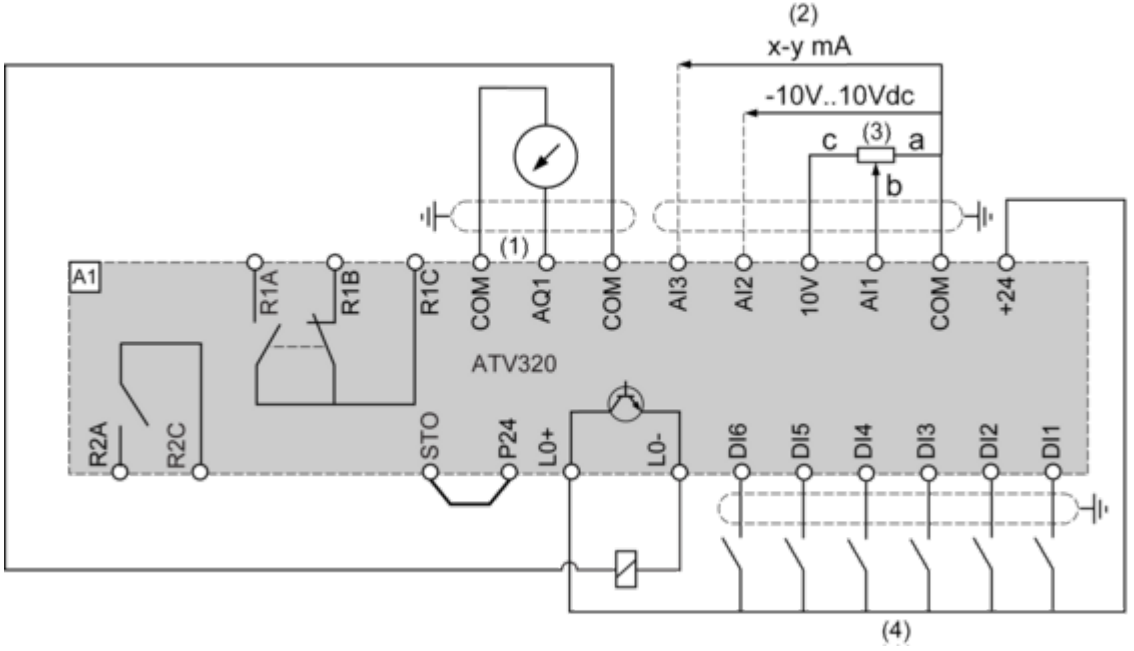 (2)
x-y mA
-10V..10Vdc
c (3) a
b
(1)
A1
R1A
R1B
R1C
COM
AQ1
COM
AI3
AI2
10V
AI1
COM
+24
ATV320
R2A
R2C
STO
P24
L0+
L0-
DI6
DI5
DI4
DI3
DI2
DI1
(4)